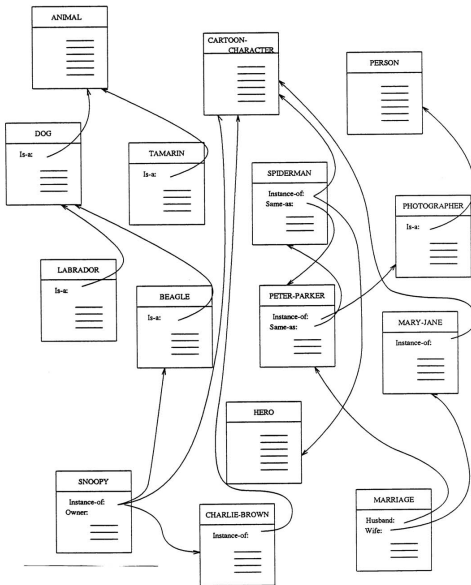 ANIMAL
CARTOON-
CHARACTER
PERSON
DOG
Is-a:
TAMARIN
Is-a:
SPIDERMAN
Instance-of:
Same-as:
PHOTOGRAPHER
Is-a:
LABRADOR
Is-a:
BEAGLE
Is-a:
PETER-PARKER
Instance-of:
Same-as:
MARY-JANE
Instance-of:
HERO
SNOOPY
Instance-of:
Owner:
CHARLIE-BROWN
Instance-of:
MARRIAGE
Husband:
Wife: